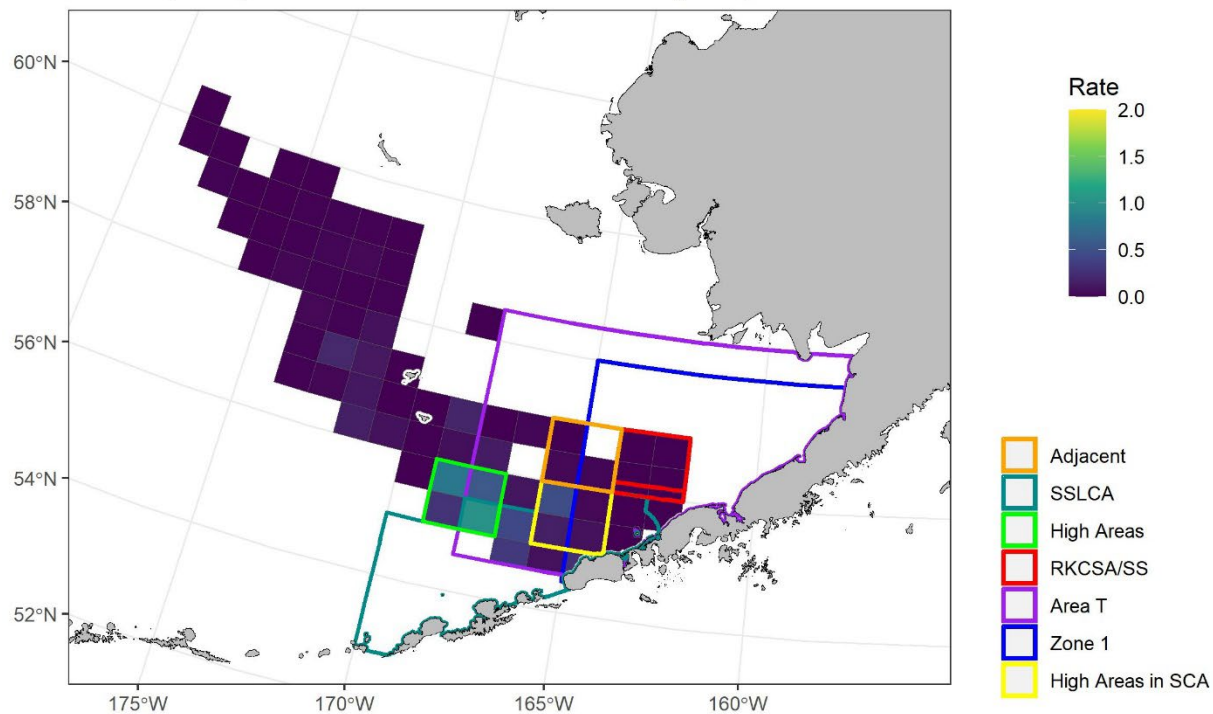 60°N
58°N
56°N
54°N
52°N
175°W
170°W
165°W
160°W
Rate
2.0
1.5
1.0
0.5
0.0
Adjacent
SSLCA
High Areas
RKCSA/SS
Area T
Zone 1
High Areas in SCA